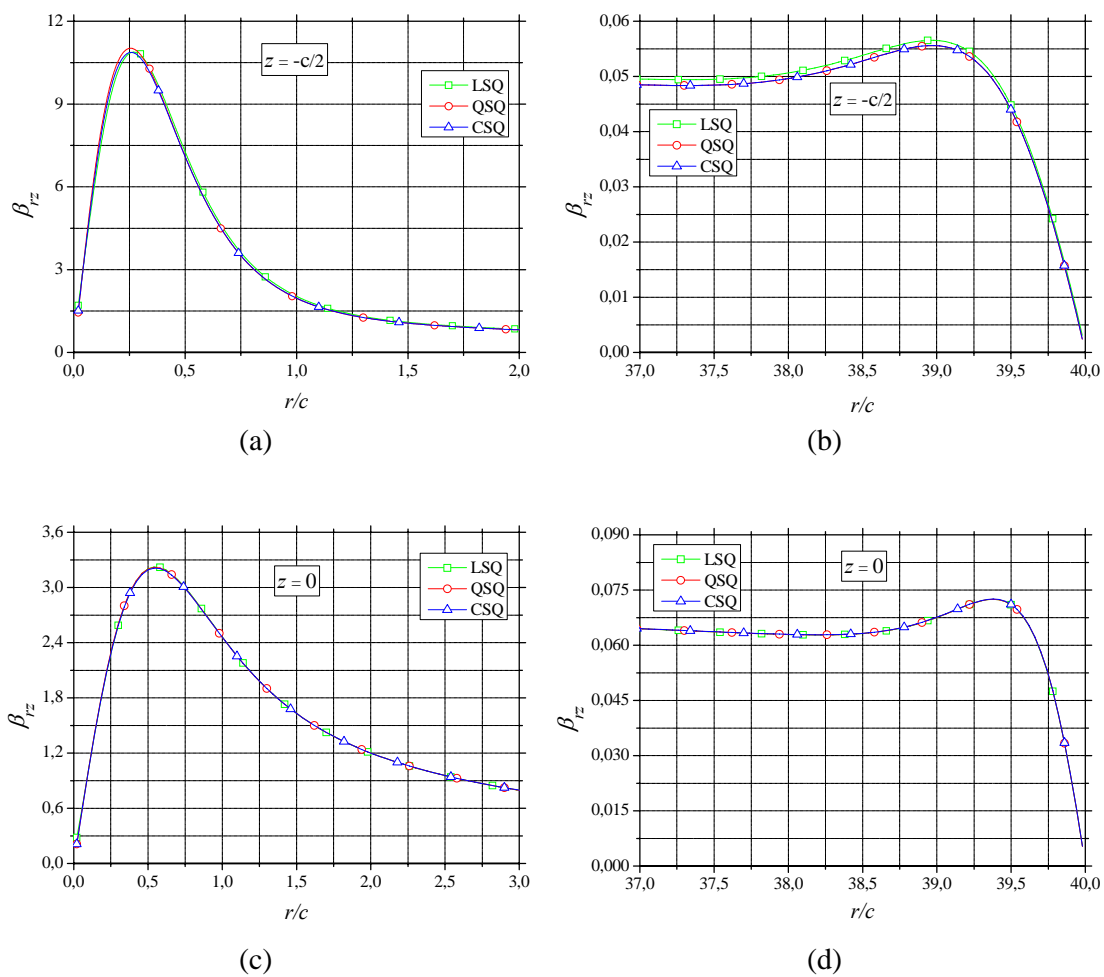 12
9
6
3
0
β_rz
z = -c/2
LSQ
QSQ
CSQ
0,0 0,5 1,0 1,5 2,0
r/c
(a)
0,06
0,05
0,04
0,03
0,02
0,01
0,00
β_rz
z = -c/2
LSQ
QSQ
CSQ
37,0 37,5 38,0 38,5 39,0 39,5 40,0
r/c
(b)
3,6
3,0
2,4
1,8
1,2
0,6
0,0
β_rz
z = 0
LSQ
QSQ
CSQ
0,0 0,5 1,0 1,5 2,0 2,5 3,0
r/c
(c)
0,090
0,075
0,060
0,045
0,030
0,015
0,000
β_rz
z = 0
LSQ
QSQ
CSQ
37,0 37,5 38,0 38,5 39,0 39,5 40,0
r/c
(d)